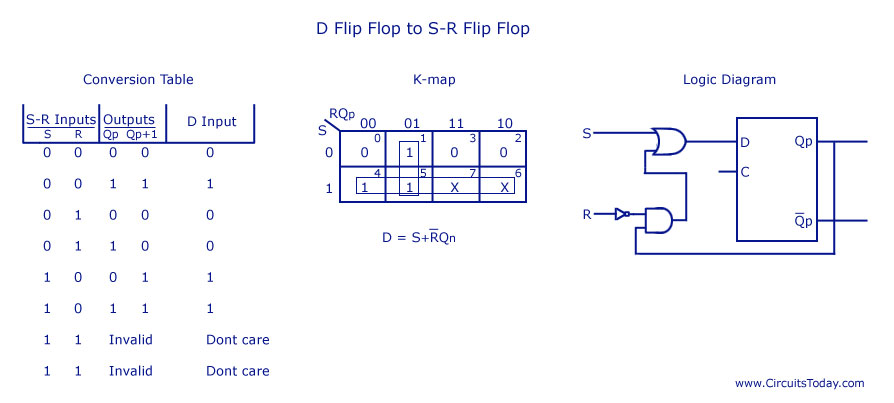 D Flip Flop to S-R Flip Flop
Conversion Table
S-R Inputs Outputs D Input
S R Qp Qp+1
0 0 0 0 0
0 0 1 1 1
0 1 0 0 0
0 1 1 0 0
1 0 0 1 1
1 0 1 1 1
1 1 Invalid Dont care
1 1 Invalid Dont care
K-map
RQp
S 00 01 11 10
0 1 3 2
0 0 1 0 0
4 5 7 6
1 1 1 X X
D = S+R̅Qn
Logic Diagram
S D Qp
C
R Q̅p
www.CircuitsToday.com